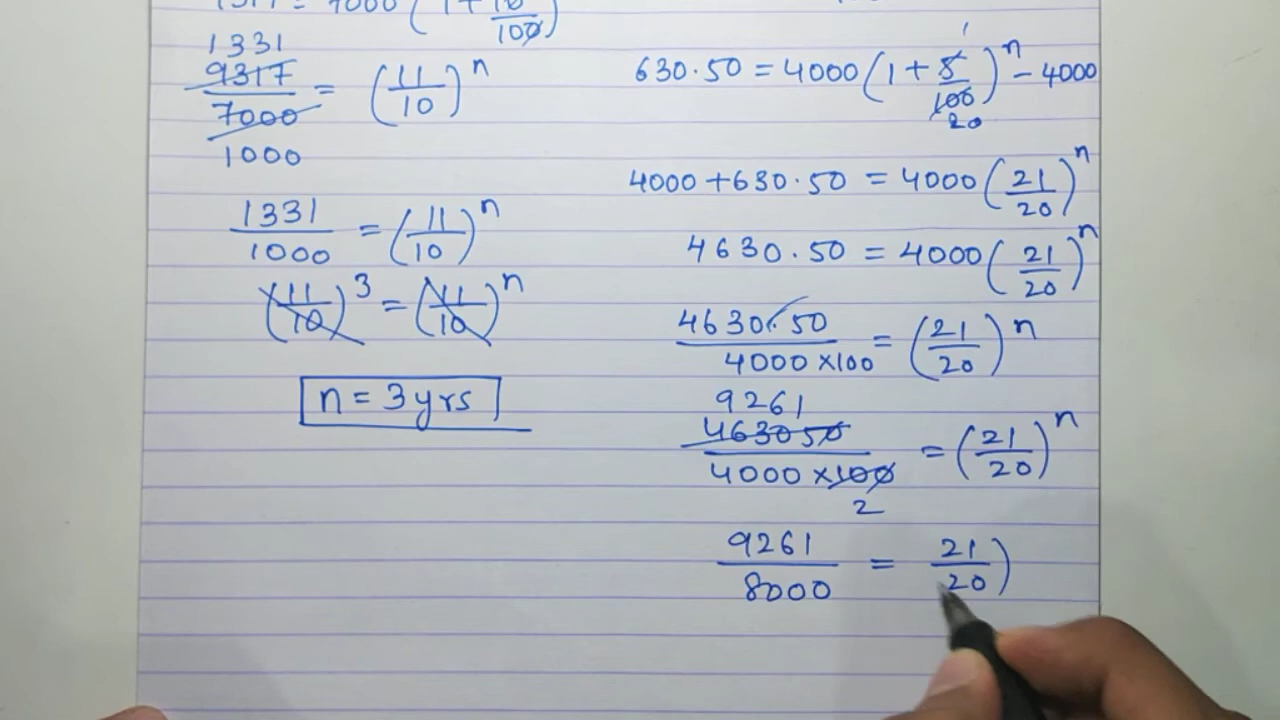 1331
9317/7000 = (11/10)^n
1000
1331/1000 = (11/10)^n
(11/10)^3 = (11/10)^n
n = 3yrs
630.50 = 4000(1+5/100)^n - 4000
1
20
4000+630.50 = 4000(21/20)^n
4630.50 = 4000(21/20)^n
4630.50/4000×100 = (21/20)^n
9261
463050/4000×100 = (21/20)^n
2
9261/8000 = 21/20)